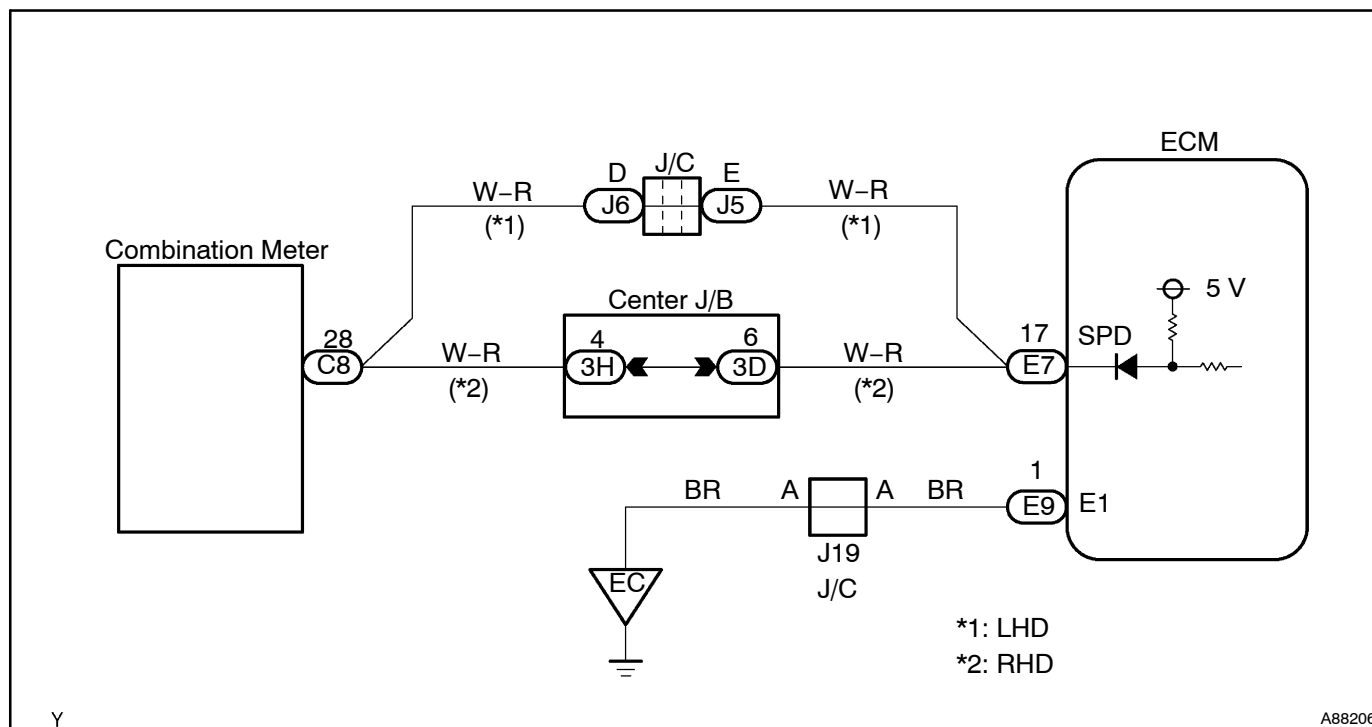 ECM
D J/C E
W-R J6 J5 W-R
(*1) (*1)
Combination Meter
5 V
Center J/B
28 4 6 17 SPD
C8 W-R 3H 3D W-R E7
(*2) (*2)
1
BR A A BR E9 E1
J19
J/C
EC
*1: LHD
*2: RHD
Y A88206